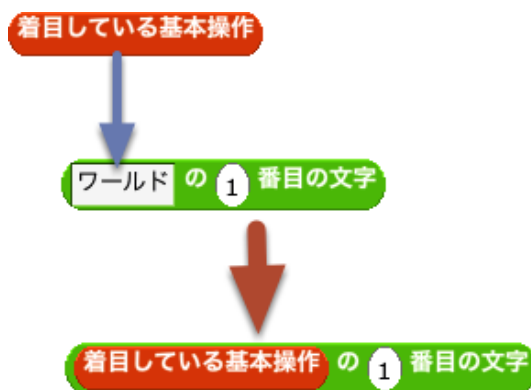 着目している基本操作
ワールド の 1 番目の文字
着目している基本操作 の 1 番目の文字